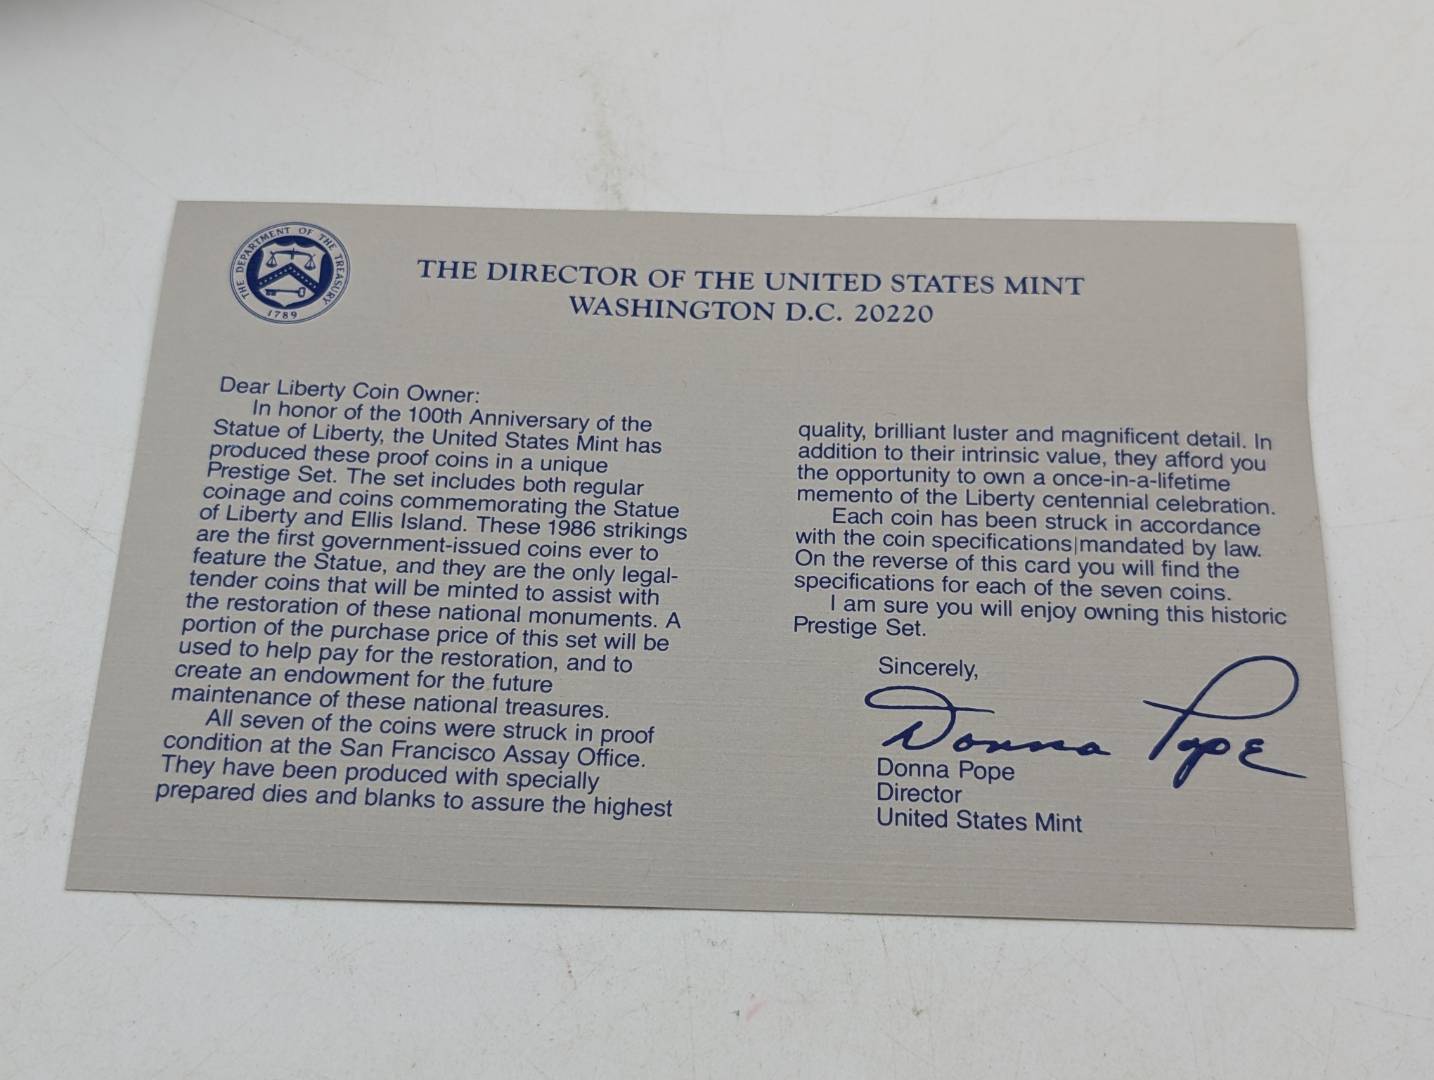 THE DEPARTMENT OF THE TREASURY
1789
THE DIRECTOR OF THE UNITED STATES MINT
WASHINGTON D.C. 20220
Dear Liberty Coin Owner:
In honor of the 100th Anniversary of the
Statue of Liberty, the United States Mint has
produced these proof coins in a unique
Prestige Set. The set includes both regular
coinage and coins commemorating the Statue
of Liberty and Ellis Island. These 1986 strikings
are the first government-issued coins ever to
feature the Statue, and they are the only legal-
tender coins that will be minted to assist with
the restoration of these national monuments. A
portion of the purchase price of this set will be
used to help pay for the restoration, and to
create an endowment for the future
maintenance of these national treasures.
All seven of the coins were struck in proof
condition at the San Francisco Assay Office.
They have been produced with specially
prepared dies and blanks to assure the highest
quality, brilliant luster and magnificent detail. In
addition to their intrinsic value, they afford you
the opportunity to own a once-in-a-lifetime
memento of the Liberty centennial celebration.
Each coin has been struck in accordance
with the coin specifications mandated by law.
On the reverse of this card you will find the
specifications for each of the seven coins.
I am sure you will enjoy owning this historic
Prestige Set.
Sincerely,
Donna Pope
Donna Pope
Director
United States Mint